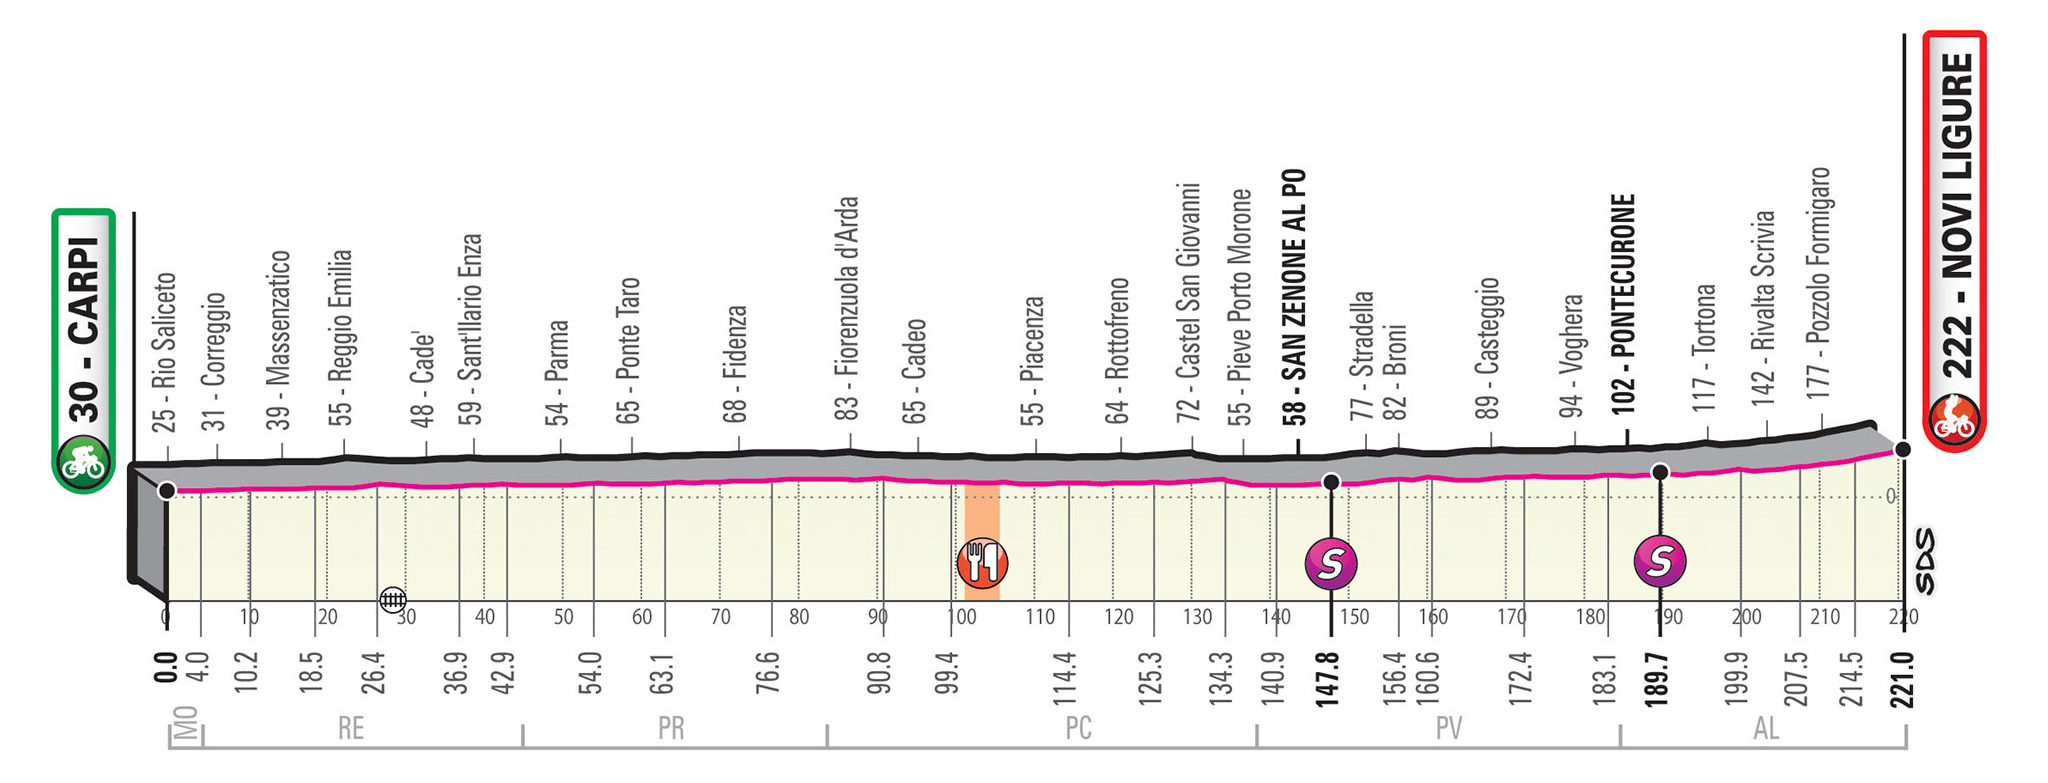 30 - CARPI
25 - Rio Saliceto
31 - Correggio
39 - Massenzatico
55 - Reggio Emilia
48 - Cade'
59 - Sant'Ilario Enza
54 - Parma
65 - Ponte Taro
68 - Fidenza
83 - Fiorenzuola d'Arda
65 - Cadeo
55 - Piacenza
64 - Rottofreno
72 - Castel San Giovanni
55 - Pieve Porto Morone
58 - SAN ZENONE AL PO
77 - Stradella
82 - Broni
89 - Casteggio
94 - Voghera
102 - PONTECURONE
117 - Tortona
142 - Rivalta Scrivia
177 - Pozzolo Formigaro
222 - NOVI LIGURE
0
S
S
SDS
0 10 20 30 40 50 60 70 80 90 100 110 120 130 140 150 160 170 180 190 200 210 220
0.0
4.0
10.2
18.5
26.4
36.9
42.9
54.0
63.1
76.6
90.8
99.4
114.4
125.3
134.3
140.9
147.8
156.4
160.6
172.4
183.1
189.7
199.9
207.5
214.5
221.0
MO RE PR PC PV AL